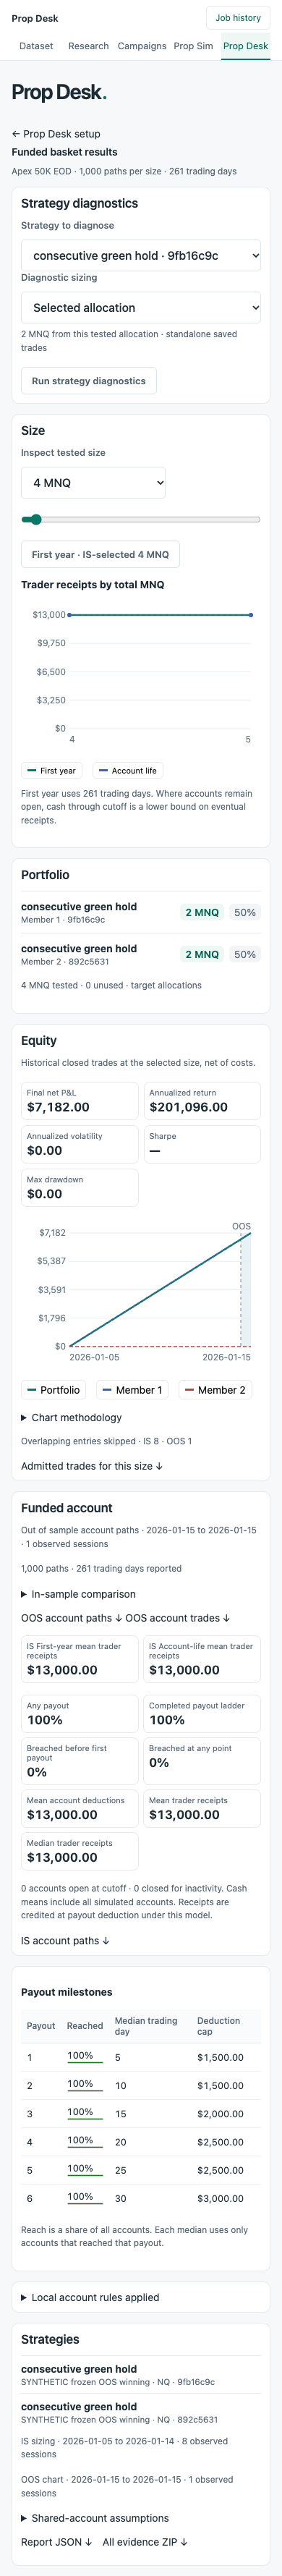 Prop Desk
Job history
Dataset
Research
Campaigns
Prop Sim
Prop Desk
Prop Desk.
← Prop Desk setup
Funded basket results
Apex 50K EOD · 1,000 paths per size · 261 trading days
Strategy diagnostics
Strategy to diagnose
consecutive green hold · 9fb16c9c
Diagnostic sizing
Selected allocation
2 MNQ from this tested allocation · standalone saved
trades
Run strategy diagnostics
Size
Inspect tested size
4 MNQ
First year · IS-selected 4 MNQ
Trader receipts by total MNQ
$13,000
$9,750
$6,500
$3,250
$0
4
5
First year
Account life
First year uses 261 trading days. Where accounts remain
open, cash through cutoff is a lower bound on eventual
receipts.
Portfolio
consecutive green hold
Member 1 · 9fb16c9c
2 MNQ
50%
consecutive green hold
Member 2 · 892c5631
2 MNQ
50%
4 MNQ tested · 0 unused · target allocations
Equity
Historical closed trades at the selected size, net of costs.
Final net P&L
$7,182.00
Annualized return
$201,096.00
Annualized volatility
$0.00
Sharpe
—
Max drawdown
$0.00
OOS
$7,182
$5,387
$3,591
$1,796
$0
2026-01-05
2026-01-15
Portfolio
Member 1
Member 2
▶ Chart methodology
Overlapping entries skipped · IS 8 · OOS 1
Admitted trades for this size ↓
Funded account
Out of sample account paths · 2026-01-15 to 2026-01-15
· 1 observed sessions
1,000 paths · 261 trading days reported
▶ In-sample comparison
OOS account paths ↓ OOS account trades ↓
IS First-year mean trader
receipts
$13,000.00
IS Account-life mean trader
receipts
$13,000.00
Any payout
100%
Completed payout ladder
100%
Breached before first
payout
0%
Breached at any point
0%
Mean account deductions
$13,000.00
Mean trader receipts
$13,000.00
Median trader receipts
$13,000.00
0 accounts open at cutoff · 0 closed for inactivity. Cash
means include all simulated accounts. Receipts are
credited at payout deduction under this model.
IS account paths ↓
Payout milestones
Payout Reached Median trading day Deduction cap
1 100% 5 $1,500.00
2 100% 10 $1,500.00
3 100% 15 $2,000.00
4 100% 20 $2,500.00
5 100% 25 $2,500.00
6 100% 30 $3,000.00
Reach is a share of all accounts. Each median uses only
accounts that reached that payout.
▶ Local account rules applied
Strategies
consecutive green hold
SYNTHETIC frozen OOS winning · NQ · 9fb16c9c
consecutive green hold
SYNTHETIC frozen OOS winning · NQ · 892c5631
IS sizing · 2026-01-05 to 2026-01-14 · 8 observed
sessions
OOS chart · 2026-01-15 to 2026-01-15 · 1 observed
sessions
▶ Shared-account assumptions
Report JSON ↓ All evidence ZIP ↓